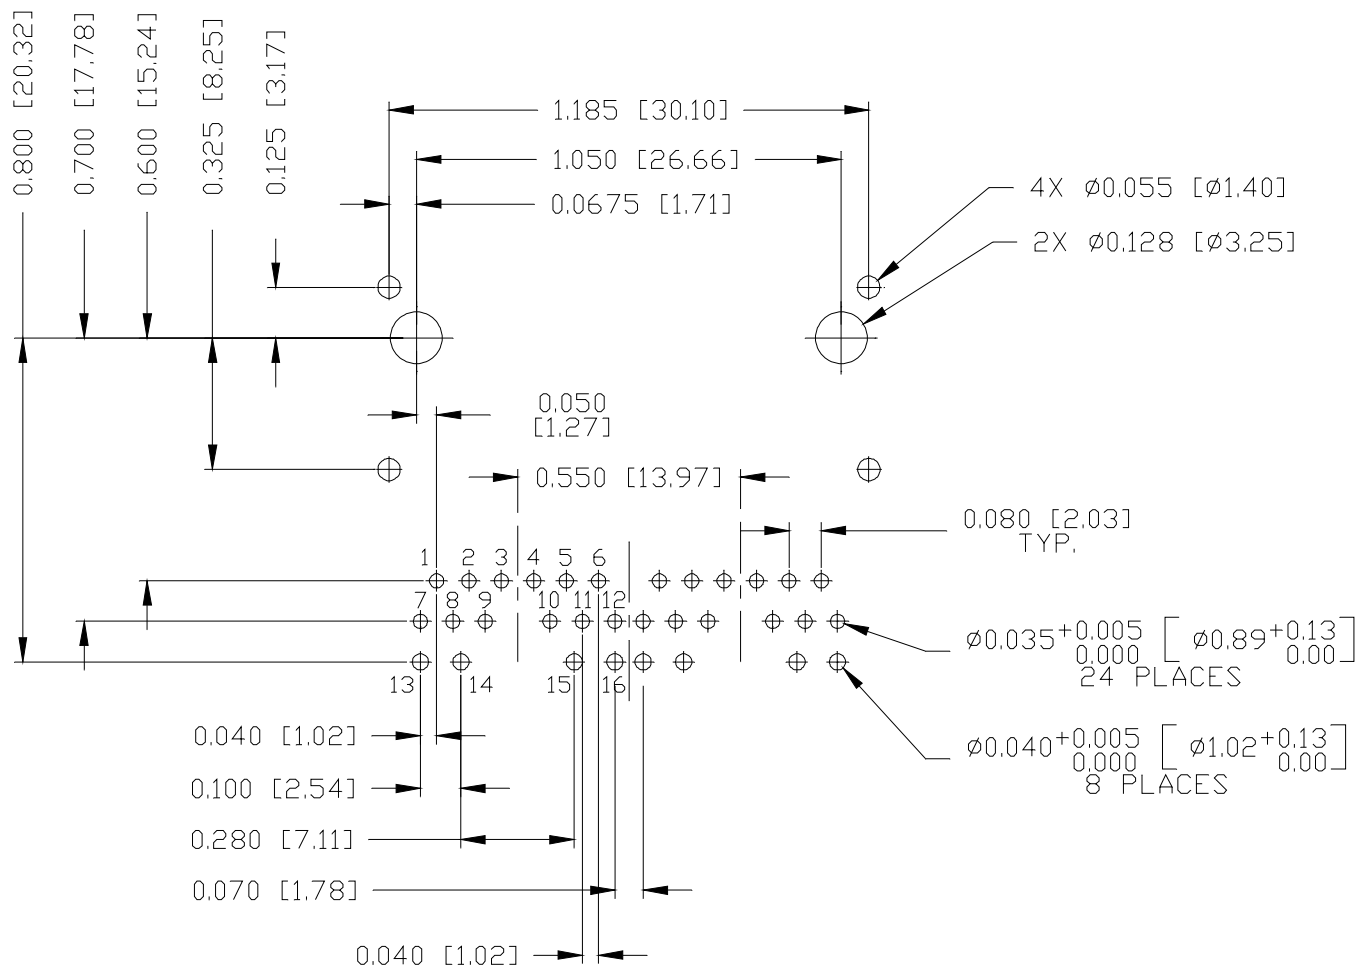 0.800 [20.32]
0.700 [17.78]
0.600 [15.24]
0.325 [8.25]
0.125 [3.17]
1.185 [30.10]
1.050 [26.66]
0.0675 [1.71]
4X ø0.055 [ø1.40]
2X ø0.128 [ø3.25]
0.050
[1.27]
0.550 [13.97]
0.080 [2.03]
TYP.
1 2 3 4 5 6
7 8 9 10 11 12
13 14 15 16
ø0.035+0.005 [ ø0.89+0.13 ]
0.000 0.00
24 PLACES
ø0.040+0.005 [ ø1.02+0.13 ]
0.000 0.00
8 PLACES
0.040 [1.02]
0.100 [2.54]
0.280 [7.11]
0.070 [1.78]
0.040 [1.02]